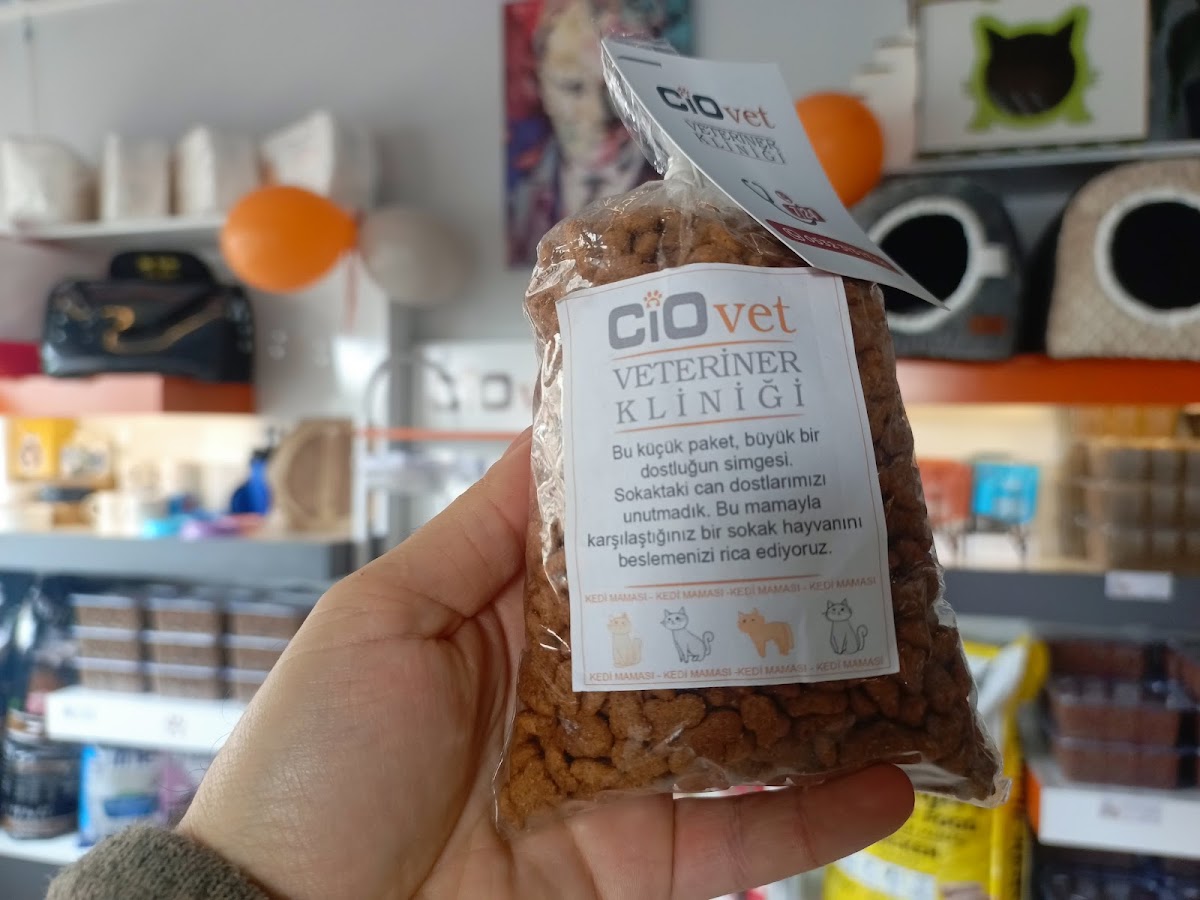 CiOvet
VETERİNER
KLİNİĞİ
CiOvet
VETERİNER
KLİNİĞİ
Bu küçük paket, büyük bir
dostluğun simgesi.
Sokaktaki can dostlarımızı
unutmadık. Bu mamayla
karşılaştığınız bir sokak hayvanını
beslemenizi rica ediyoruz.
KEDİ MAMASI - KEDİ MAMASI -KEDİ MAMASI - KEDİ MAMASI
KEDİ MAMASI - KEDİ MAMASI -KEDİ MAMASI - KEDİ MAMASI